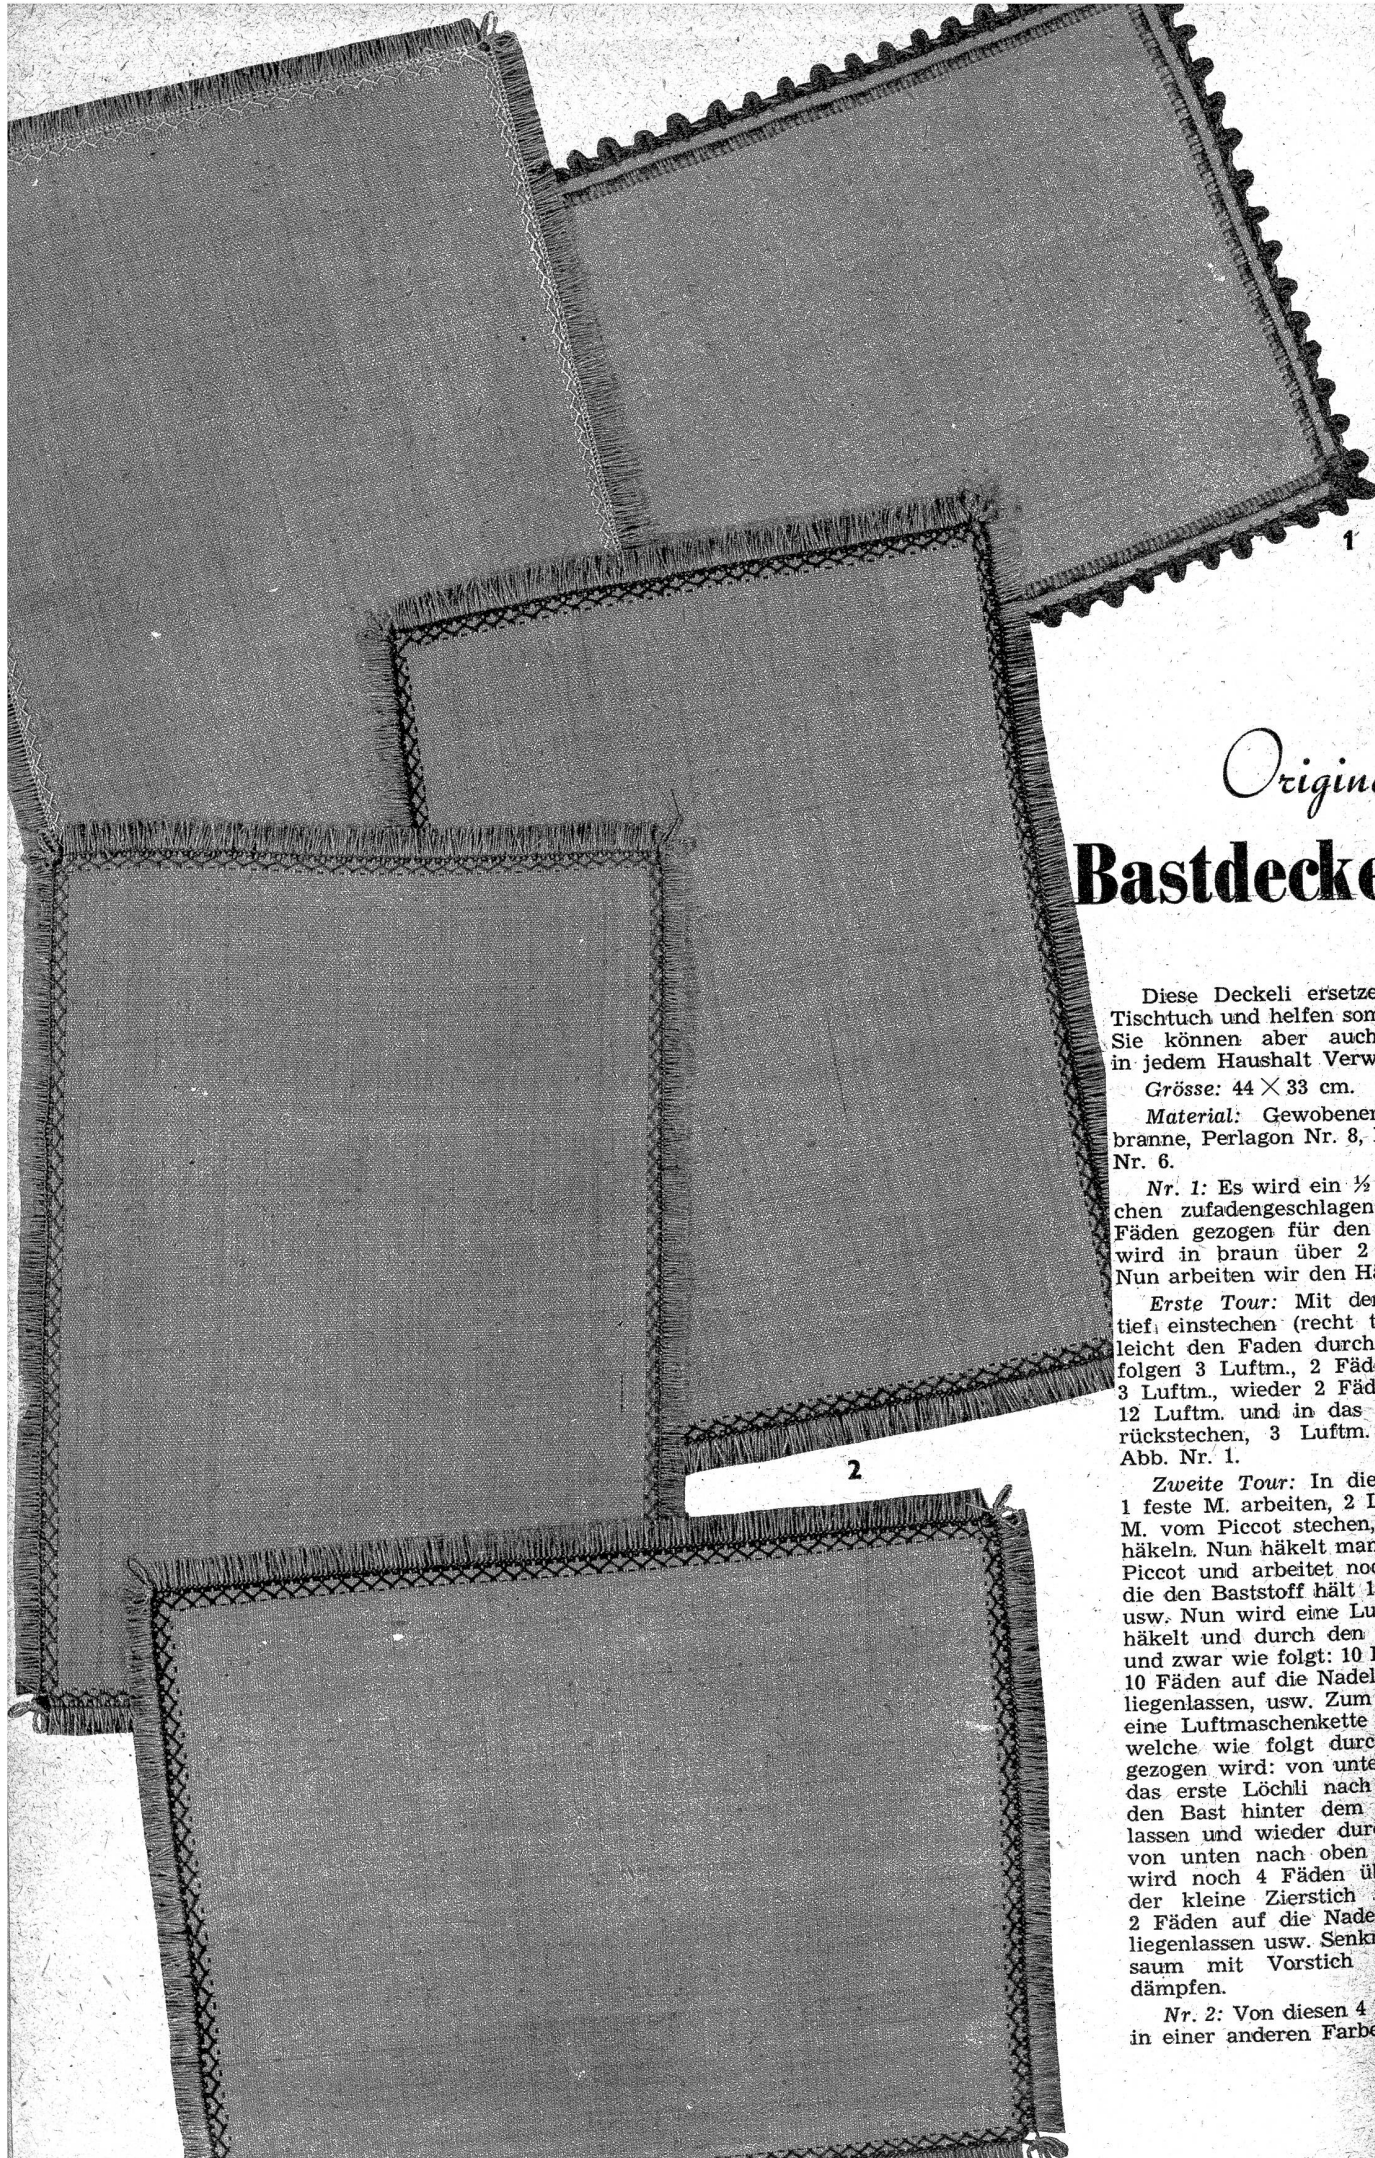 1
Origin
Bastdecke
Diese Deckeli ersetze
Tischtuch und helfen som
Sie können aber auch
in jedem Haushalt Verw
Grösse: 44 × 33 cm.
Material: Gewobener
branne, Perlagon Nr. 8,
Nr. 6.
Nr. 1: Es wird ein ½
chen zufadengeschlagen
Fäden gezogen für den
wird in braun über 2
Nun arbeiten wir den Hä
Erste Tour: Mit der
tief einstechen (recht t
leicht den Faden durch
folgen 3 Luftm., 2 Fäd
3 Luftm., wieder 2 Fäd
12 Luftm. und in das
rückstechen, 3 Luftm.
Abb. Nr. 1.
Zweite Tour: In die
1 feste M. arbeiten, 2 L
M. vom Piccot stechen,
häkeln. Nun häkelt man
Piccot und arbeitet noc
die den Baststoff hält 1
usw. Nun wird eine Lu
häkelt und durch den
und zwar wie folgt: 10
10 Fäden auf die Nadel
liegenlassen, usw. Zum
eine Luftmaschenkette
welche wie folgt durc
gezogen wird: von unte
das erste Löchli nach
den Bast hinter dem
lassen und wieder durc
von unten nach oben
wird noch 4 Fäden üb
der kleine Zierstich
2 Fäden auf die Nade
liegenlassen usw. Senkr
saum mit Vorstich
dämpfen.
Nr. 2: Von diesen 4
in einer anderen Farbe
2